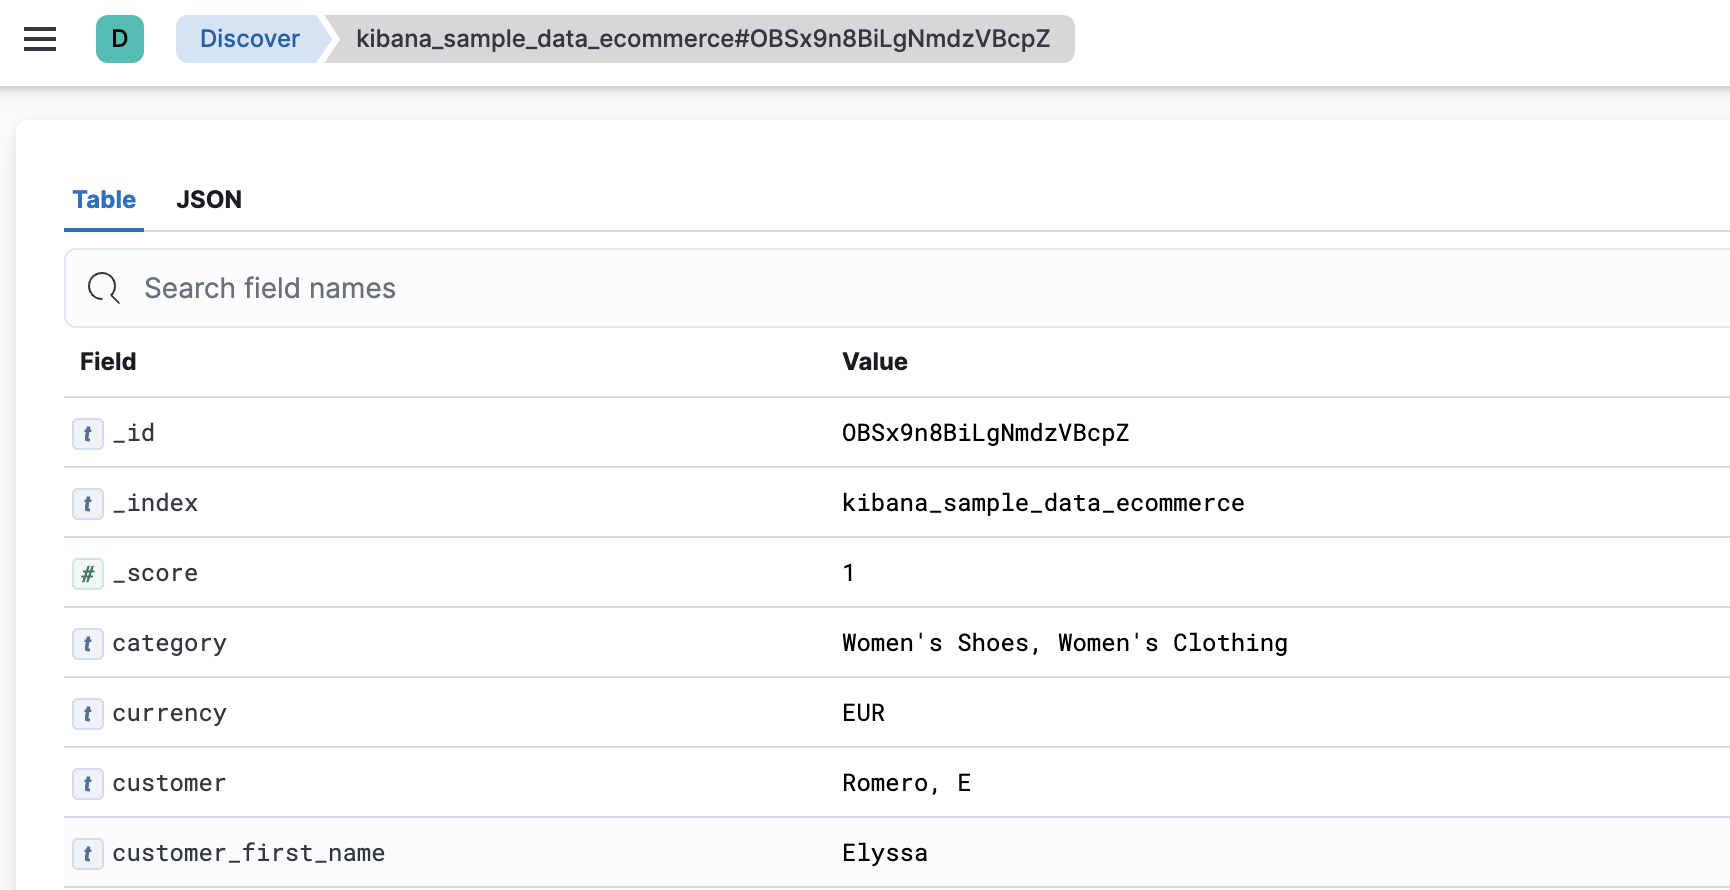 D Discover kibana_sample_data_ecommerce#OBSx9n8BiLgNmdzVBcpZ
Table JSON
Search field names
Field Value
t _id OBSx9n8BiLgNmdzVBcpZ
t _index kibana_sample_data_ecommerce
# _score 1
t category Women's Shoes, Women's Clothing
t currency EUR
t customer Romero, E
t customer_first_name Elyssa